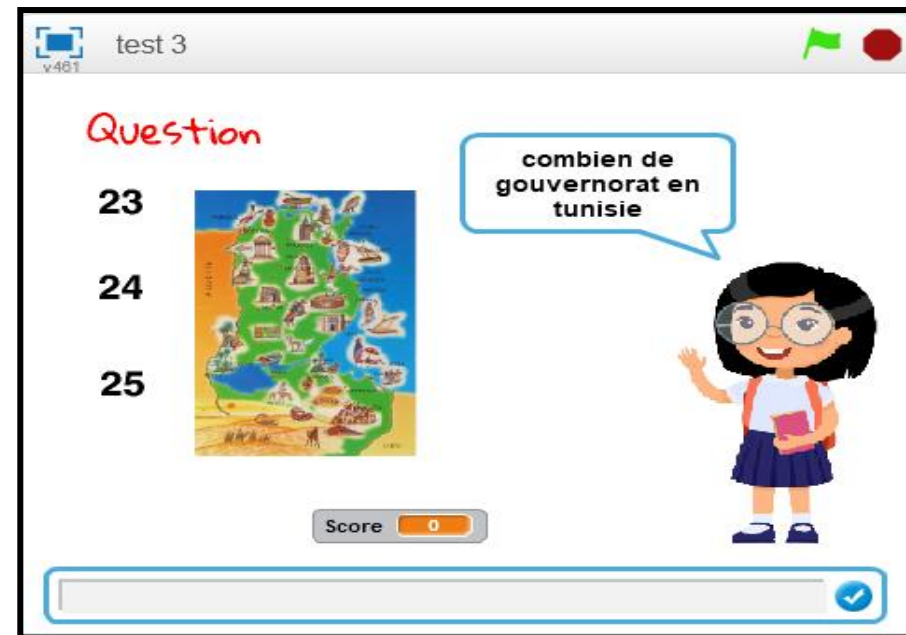 test 3
v461
Question
combien de
gouvernorat en
tunisie
23
24
25
Score 0